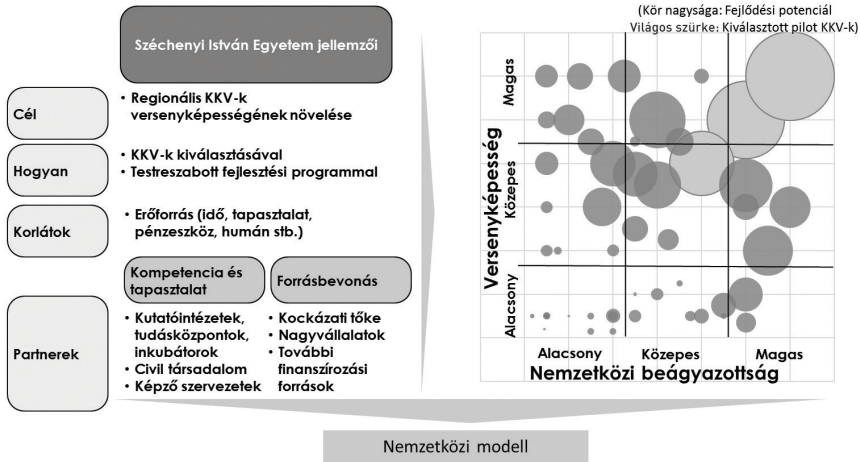 Széchenyi István Egyetem jellemzői
Cél
• Regionális KKV-k
versenyképességének növelése
Hogyan
• KKV-k kiválasztásával
• Testreszabott fejlesztési programmal
Korlátok
• Erőforrás (idő, tapasztalat,
pénzeszköz, humán stb.)
Partnerek
Kompetencia és
tapasztalat
• Kutatóintézetek,
tudásközpontok,
inkubátorok
• Civil társadalom
• Képző szervezetek
Forrásbevonás
• Kockázati tőke
• Nagyvállalatok
• További
finanszírozási
források
(Kör nagysága: Fejlődési potenciál
Világos szürke: Kiválasztott pilot KKV-k)
Versenyképesség
Magas
Közepes
Alacsony
Alacsony
Közepes
Magas
Nemzetközi beágyazottság
Nemzetközi modell